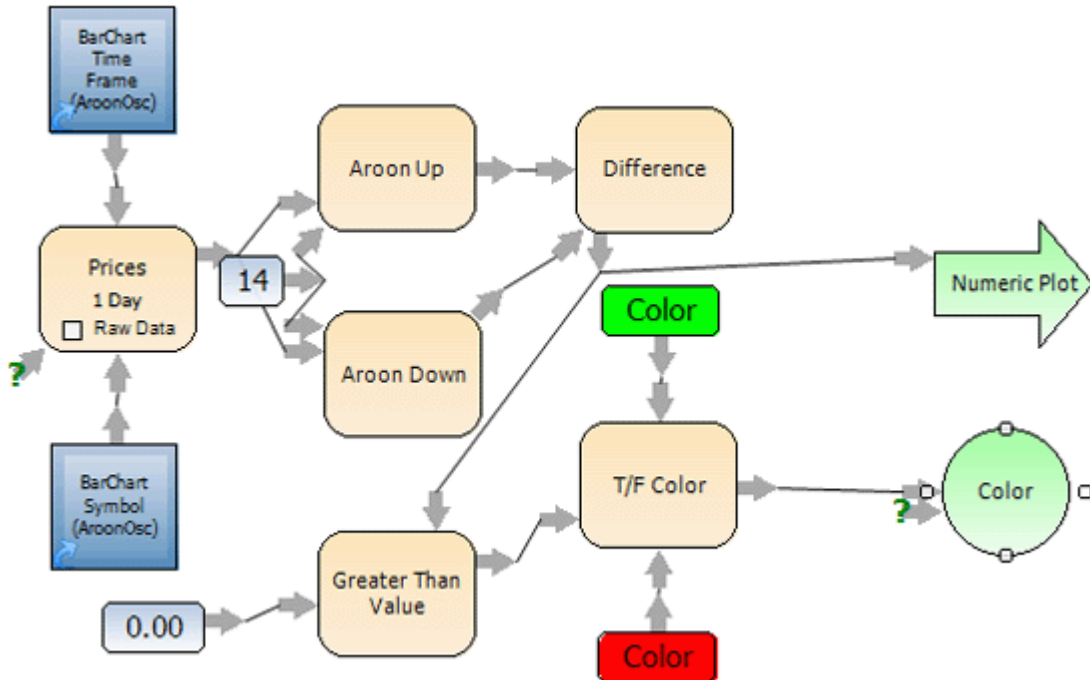 BarChart
Time
Frame
(AroonOsc)
Aroon Up
Difference
Prices
1 Day
Raw Data
14
Numeric Plot
Color
?
Aroon Down
BarChart
Symbol
(AroonOsc)
T/F Color
Color
?
Greater Than
Value
0.00
Color